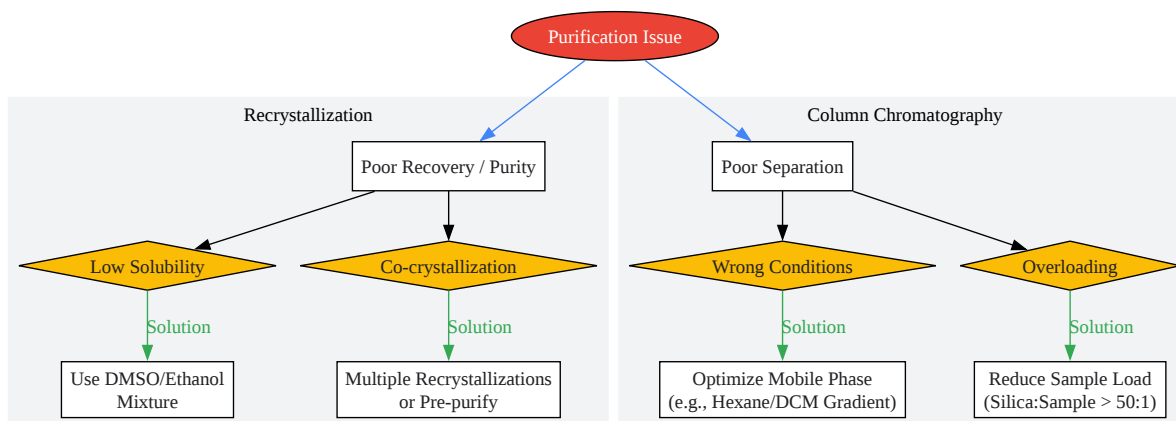 Purification Issue
Recrystallization
Column Chromatography
Poor Recovery / Purity
Poor Separation
Low Solubility
Co-crystallization
Wrong Conditions
Overloading
Solution
Solution
Solution
Solution
Use DMSO/Ethanol
Mixture
Multiple Recrystallizations
or Pre-purify
Optimize Mobile Phase
(e.g., Hexane/DCM Gradient)
Reduce Sample Load
(Silica:Sample > 50:1)